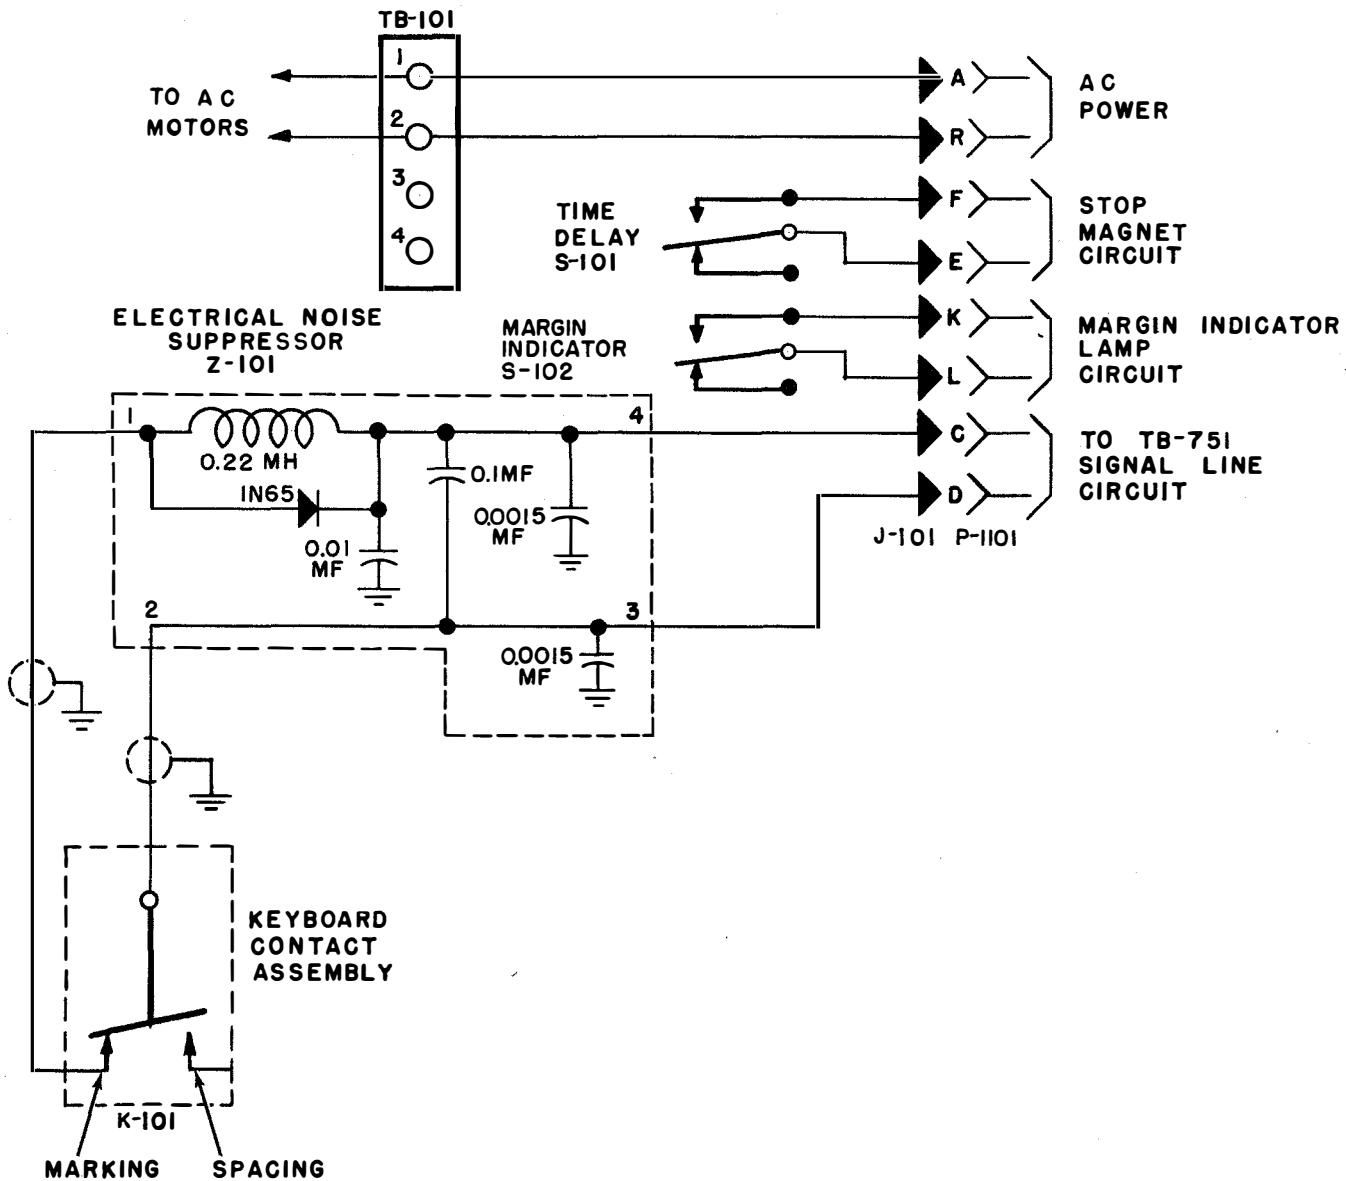 TB-101
1
2
3
4
TO AC
MOTORS
A
R
F
E
K
L
C
D
AC
POWER
STOP
MAGNET
CIRCUIT
MARGIN INDICATOR
LAMP
CIRCUIT
TO TB-751
SIGNAL LINE
CIRCUIT
J-101 P-1101
TIME
DELAY
S-101
MARGIN
INDICATOR
S-102
ELECTRICAL NOISE
SUPPRESSOR
Z-101
1
4
0.22 MH
1N65
0.01
MF
0.1MF
0.0015
MF
2
3
0.0015
MF
KEYBOARD
CONTACT
ASSEMBLY
K-101
MARKING
SPACING